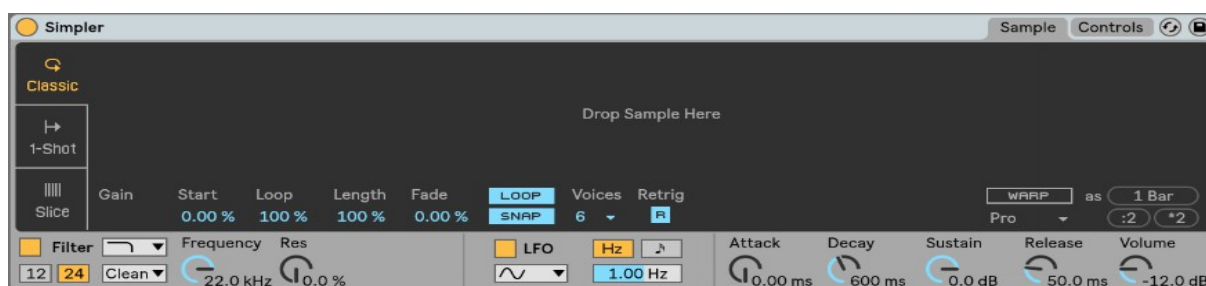 Simpler Sample Controls
Classic
Drop Sample Here
1-Shot
Slice
Gain Start Loop Length Fade LOOP Voices Retrig WARP as 1 Bar
0.00 % 100 % 100 % 0.00 % SNAP 6 R Pro :2 *2
Filter Frequency Res LFO Hz Attack Decay Sustain Release Volume
12 24 Clean 22.0 kHz 0.0 % 1.00 Hz 0.00 ms 600 ms 0.0 dB 50.0 ms -12.0 dB